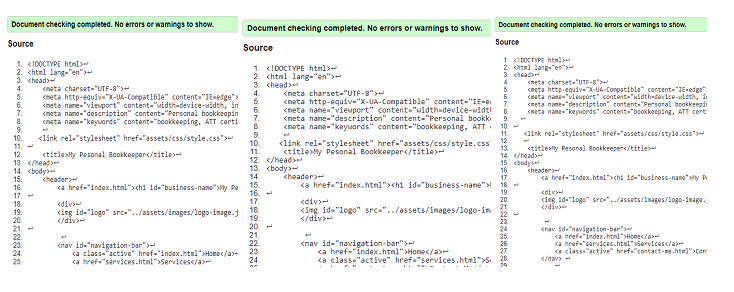 Document checking completed. No errors or warnings to show.
Source
1. <!DOCTYPE html>↩
2. <html lang="en">↩
3. <head>↩
4. <meta charset="UTF-8">↩
5. <meta http-equiv="X-UA-Compatible" content="IE=edge">
6. <meta name="viewport" content="width=device-width, in
7. <meta name="description" content="Personal bookkeepin
8. <meta name="keywords" content="bookkeeping, ATT certi
9. ↩
10. <link rel="stylesheet" href="assets/css/style.css">↩
11. ↩
12. <title>My Pesonal Bookkeeper</title>↩
13. </head>↩
14. <body>↩
15. <header>↩
16. <a href="index.html"><h1 id="business-name">My Pe
17. ↩
18. <div>↩
19. <img id="logo" src="../assets/images/logo-image.j
20. </div>↩
21. ↩
22. ↩
23. <nav id="navigation-bar">↩
24. <a class="active" href="index.html">Home</a>↩
25. <a href="services.html">Services</a>↩
Document checking completed. No errors or warnings to show.
Source
1. <!DOCTYPE html>↩
2. <html lang="en">↩
3. <head>↩
4. <meta charset="UTF-8">↩
5. <meta http-equiv="X-UA-Compatible" content="IE=e
6. <meta name="viewport" content="width=device-widt
7. <meta name="description" content="Personal bookk
8. <meta name="keywords" content="bookkeeping, ATT
9. ↩
10. <link rel="stylesheet" href="assets/css/style.css
11. <title>My Pesonal Bookkeeper</title>↩
12. </head>↩
13. <body>↩
14. <header>↩
15. <a href="index.html"><h1 id="business-name">M
16. ↩
17. <div>↩
18. <img id="logo" src="../assets/images/logo-im
19. </div>↩
20.
21. ↩
22. <nav id="navigation-bar">↩
23. <a href="index.html">Home</a>↩
24. <a class="active" href="services.html">S
Document checking completed. No errors or warnings to show.
Source
1. <!DOCTYPE html>↩
2. <html lang="en">↩
3. <head>↩
4. <meta charset="UTF-8">↩
5. <meta http-equiv="X-UA-Compatible" content="IE=edge"
6. <meta name="viewport" content="width=device-width, i
7. <meta name="description" content="Personal bookkeepi
8. <meta name="keywords" content="bookkeeping, ATT cert
9. ↩
10. ↩
11. <link rel="stylesheet" href="assets/css/style.css">↩
12. ↩
13. <title>My Pesonal Bookkeeper</title>↩
14. </head>↩
15. <body>↩
16. <header>↩
17. <a href="index.html"><h1 id="business-name">My P
18. ↩
19. <div>↩
20. <img id="logo" src="../assets/images/logo-image.
21. </div>↩
22. ↩
23. ↩
24. <nav id="navigation-bar">↩
25. <a href="index.html">Home</a>↩
26. <a href="services.html">Services</a>↩
27. <a class="active" href="contact-me.html">Con
28. </nav> ↩
29.